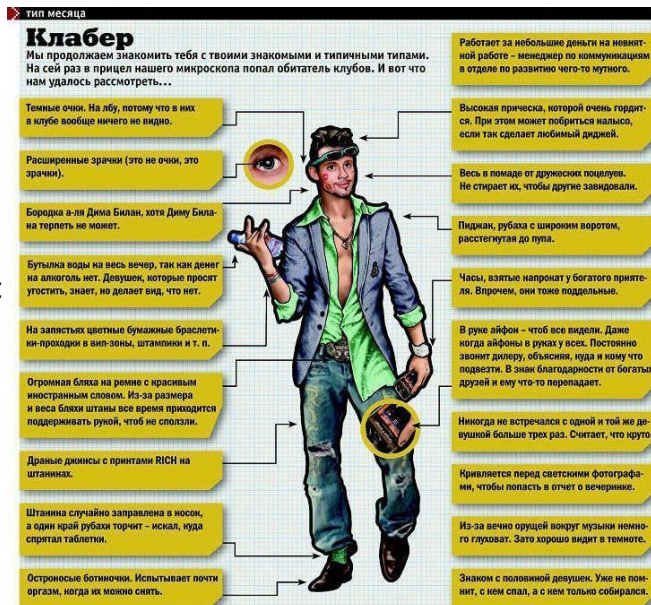 тип месяца
Клабер
Мы продолжаем знакомить тебя с твоими знакомыми и типичными типами.
На сей раз в прицел нашего микроскопа попал обитатель клубов. И вот что
нам удалось рассмотреть...
Темные очки. На лбу, потому что в них
в клубе вообще ничего не видно.
Расширенные зрачки (это не очки, это
зрачки).
Бородка а-ля Дима Билан, хотя Диму Била-
на терпеть не может.
Бутылка воды на весь вечер, так как денег
на алкоголь нет. Девушек, которые просят
угостить, знает, но делает вид, что нет.
На запястьях цветные бумажные браслети-
ки-проходки в вип-зоны, штампики и т. п.
Огромная бляха на ремне с красивым
иностранным словом. Из-за размера
и веса бляхи штаны все время приходится
поддерживать рукой, чтоб не сползли.
Драные джинсы с принтами RICH на
штанинах.
Штанина случайно заправлена в носок,
а один край рубахи торчит – искал, куда
спрятал таблетки.
Остроносые ботиночки. Испытывает почти
оргазм, когда их можно снять.
Работает за небольшие деньги на невнят-
ной работе – менеджер по коммуникациям
в отделе по развитию чего-то мутного.
Высокая прическа, которой очень гордит-
ся. При этом может побриться налысо,
если так сделает любимый диджей.
Весь в помаде от дружеских поцелуев.
Не стирает их, чтобы другие завидовали.
Пиджак, рубаха с широким воротом,
расстегнутая до пупа.
Часы, взятые напрокат у богатого прияте-
ля. Впрочем, они тоже поддельные.
В руке айфон – чтоб все видели. Даже
когда айфоны в руках у всех. Постоянно
звонит дилеру, объясняя, куда и кому что
подвезти. В знак благодарности от богатых
друзей и ему что-то перепадает.
Никогда не встречался с одной и той же де-
вушкой больше трех раз. Считает, что круто.
Кривляется перед светскими фотографа-
ми, чтобы попасть в отчет о вечеринке.
Из-за вечно орущей вокруг музыки немно-
го глуховат. Зато хорошо видит в темноте.
Знаком с половиной девушек. Уже не пом-
нит, с кем спал, а с кем только собирался.